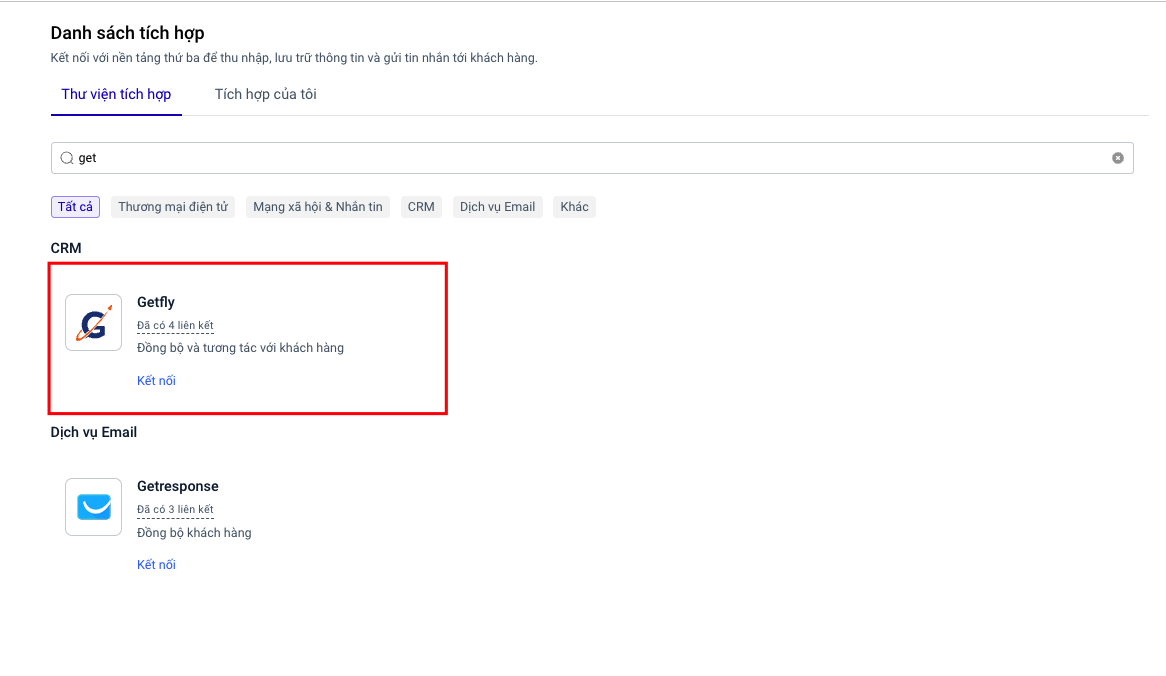 Danh sách tích hợp
Kết nối với nền tảng thứ ba để thu nhập, lưu trữ thông tin và gửi tin nhắn tới khách hàng.
Thư viện tích hợp Tích hợp của tôi
get
Tất cả Thương mại điện tử Mạng xã hội & Nhắn tin CRM Dịch vụ Email Khác
CRM
Getfly
Đã có 4 liên kết
Đồng bộ và tương tác với khách hàng
Kết nối
Dịch vụ Email
Getresponse
Đã có 3 liên kết
Đồng bộ khách hàng
Kết nối